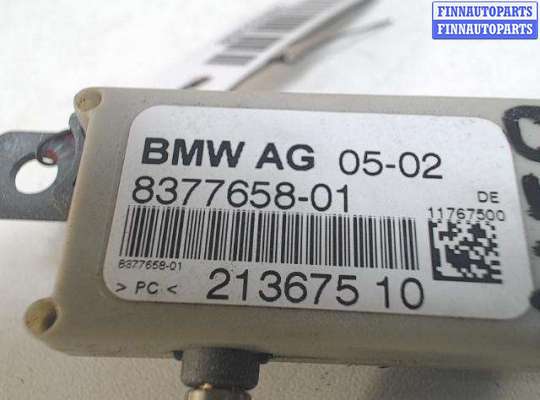 FINNAUTOPARTS
FINNAUTOPARTS
BMW AG 05-02
8377658-01
DE
11767500
8377658-01
> PC < 213675 10